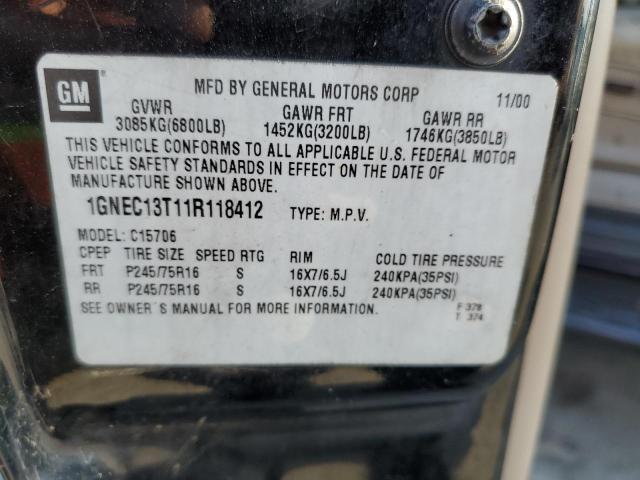 GM
MFD BY GENERAL MOTORS CORP 11/00
GVWR GAWR FRT GAWR RR
3085KG(6800LB) 1452KG(3200LB) 1746KG(3850LB)
THIS VEHICLE CONFORMS TO ALL APPLICABLE U.S. FEDERAL MOTOR
VEHICLE SAFETY STANDARDS IN EFFECT ON THE DATE OF
MANUFACTURE SHOWN ABOVE.
1GNEC13T11R118412 TYPE: M.P.V.
MODEL: C15706
CPEP TIRE SIZE SPEED RTG RIM COLD TIRE PRESSURE
FRT P245/75R16 S 16X7/6.5J 240KPA(35PSI)
RR P245/75R16 S 16X7/6.5J 240KPA(35PSI)
SEE OWNER'S MANUAL FOR MORE INFORMATION.
F 378
T 374